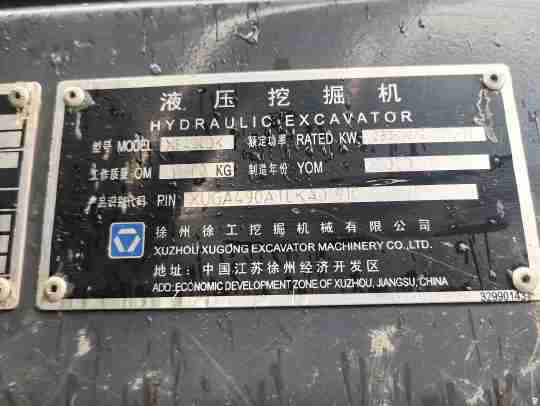 液压挖掘机
HYDRAULIC EXCAVATOR
型号 MODEL 额定功率 RATED KW
工作质量 OM KG 制造年份 YOM
产品识别代码 PIN
徐州徐工挖掘机械有限公司
XUZHOU XUGONG EXCAVATOR MACHINERY CO., LTD.
地址：中国江苏徐州经济开发区
ADD: ECONOMIC DEVELOPMENT ZONE OF XUZHOU, JIANGSU, CHINA